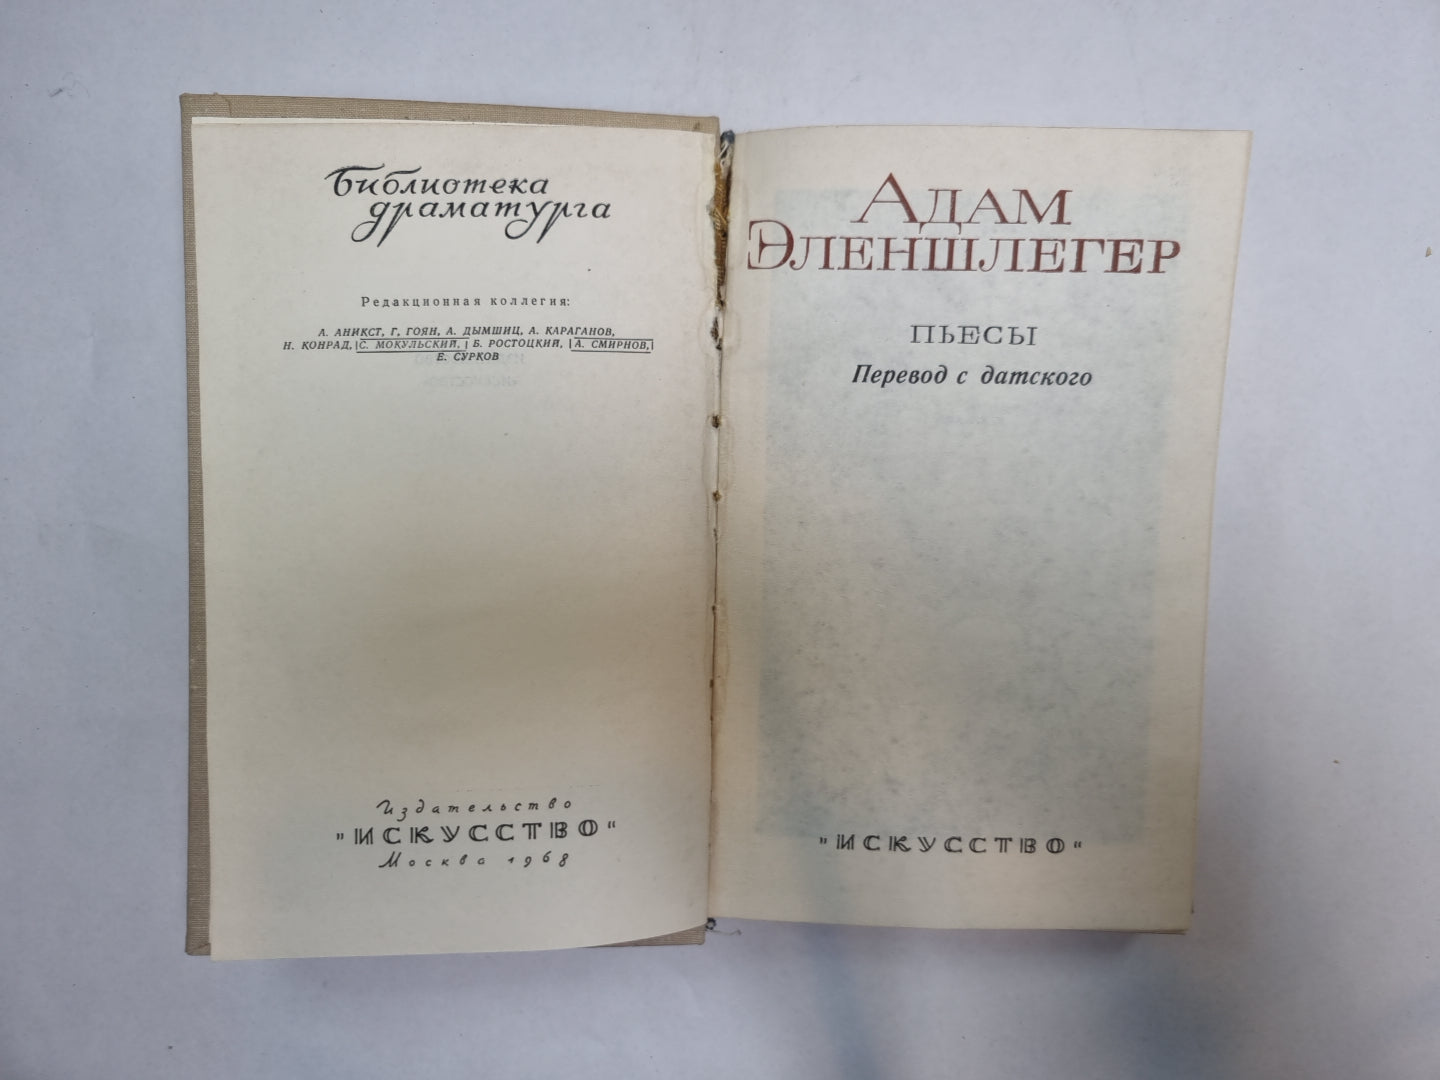 Библиотека
драматурга
Редакционная коллегия:
А. АНИКСТ, Г. ГОЯН, А. ДЫМШИЦ, А. КАРАГАНОВ,
Н. КОНРАД, С. МОКУЛЬСКИЙ, Б. РОСТОЦКИЙ, А. СМИРНОВ,
Е. СУРКОВ
Издательство
"ИСКУССТВО"
Москва 1968
АДАМ
ЭЛЕНШЛЕГЕР
ПЬЕСЫ
Перевод с датского
"ИСКУССТВО"